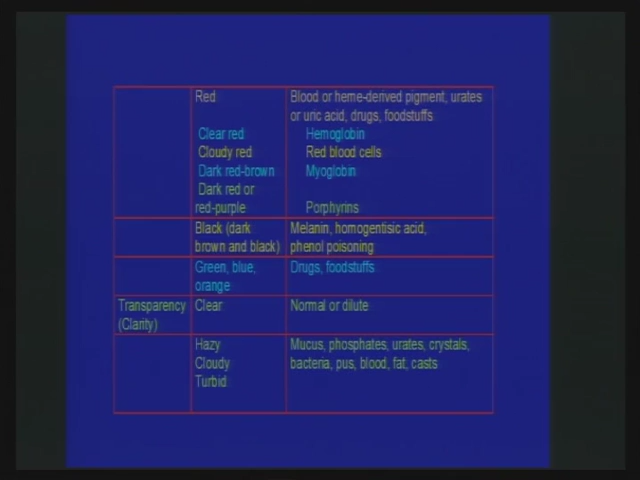 Red Blood or heme-derived pigment, urates
or uric acid, drugs, foodstuffs
Clear red Hemoglobin
Cloudy red Red blood cells
Dark red-brown Myoglobin
Dark red or
red-purple Porphyrins
Black (dark Melanin, homogentisic acid,
brown and black) phenol poisoning
Green, blue, Drugs, foodstuffs
orange
Transparency Clear Normal or dilute
(Clarity)
Hazy Mucus, phosphates, urates, crystals,
Cloudy bacteria, pus, blood, fat, casts
Turbid